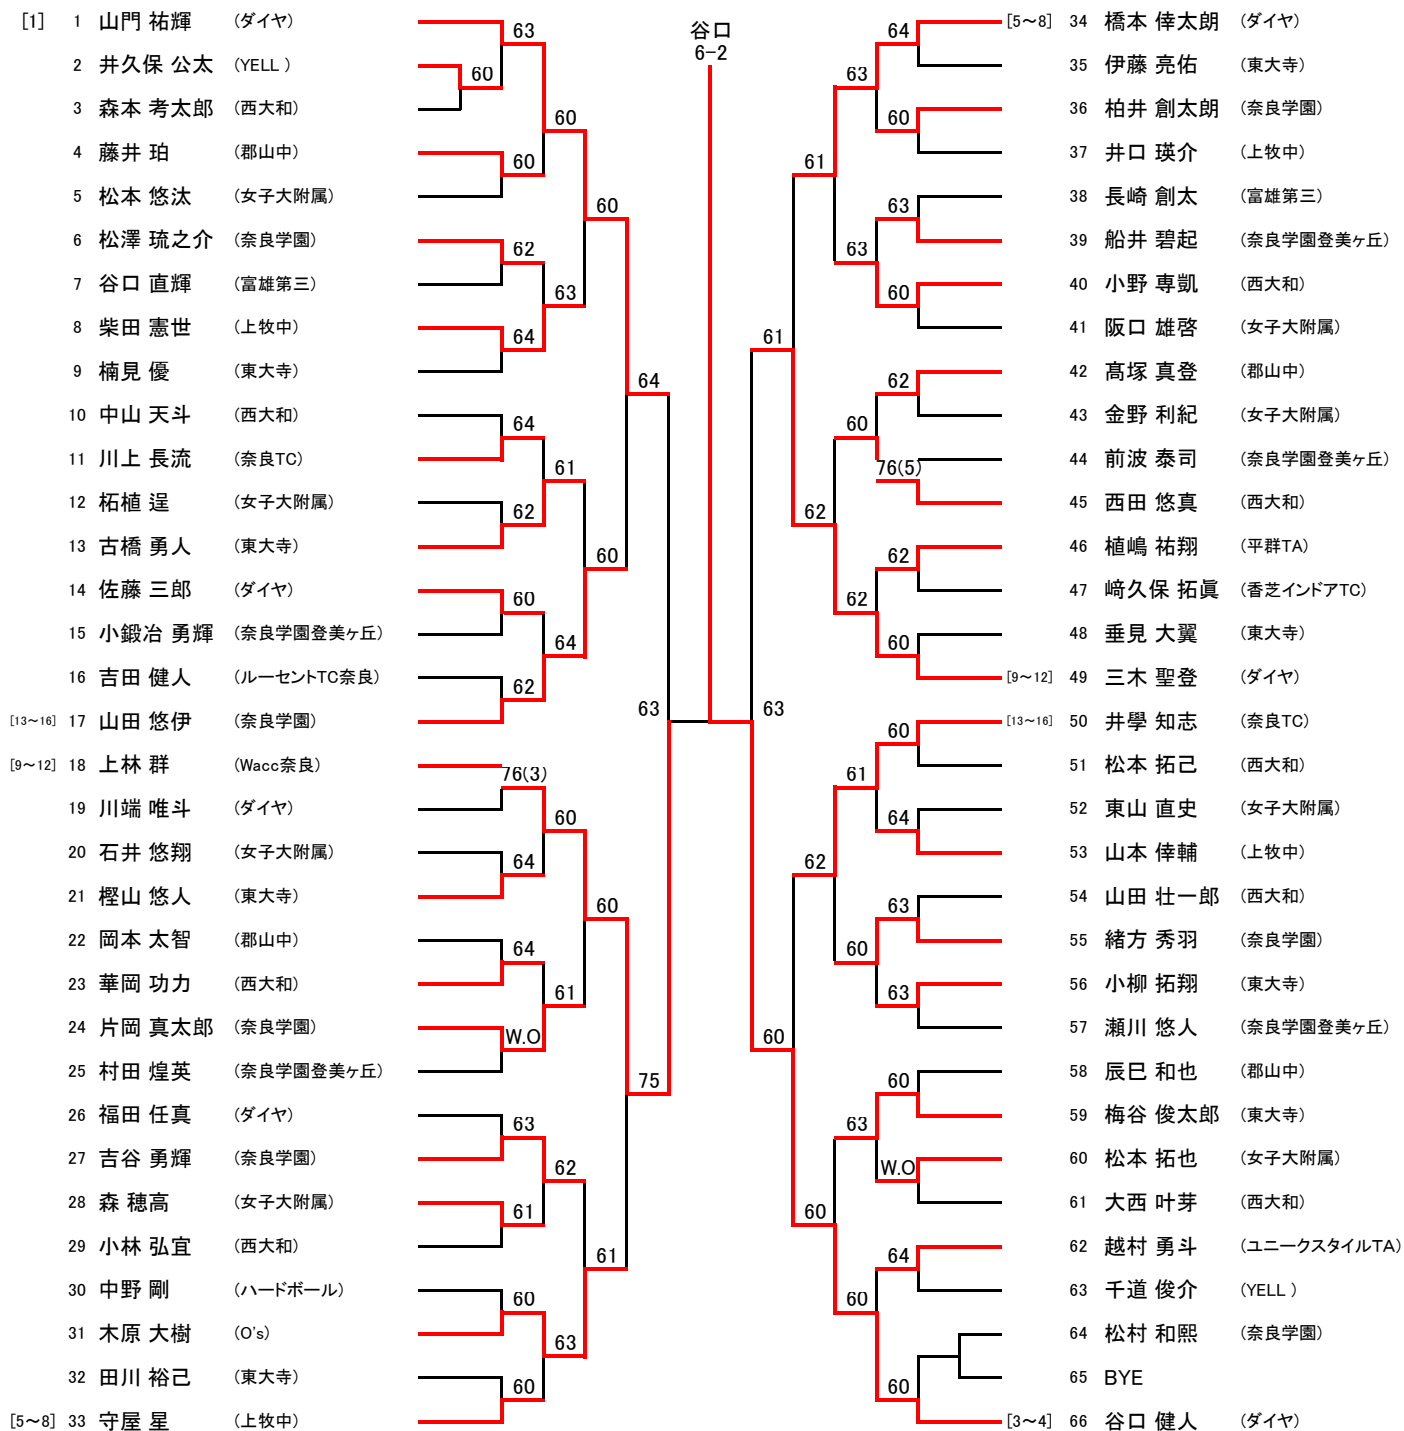 谷口
6-2
[1] 1 山門 祐輝 (ダイヤ)
2 井久保 公太 (YELL )
3 森本 考太郎 (西大和)
4 藤井 珀 (郡山中)
5 松本 悠汰 (女子大附属)
6 松澤 琉之介 (奈良学園)
7 谷口 直輝 (富雄第三)
8 柴田 憲世 (上牧中)
9 楠見 優 (東大寺)
10 中山 天斗 (西大和)
11 川上 長流 (奈良TC)
12 柘植 逞 (女子大附属)
13 古橋 勇人 (東大寺)
14 佐藤 三郎 (ダイヤ)
15 小鍛冶 勇輝 (奈良学園登美ヶ丘)
16 吉田 健人 (ルーセントTC奈良)
[13～16] 17 山田 悠伊 (奈良学園)
[9～12] 18 上林 群 (Wacc奈良)
19 川端 唯斗 (ダイヤ)
20 石井 悠翔 (女子大附属)
21 樫山 悠人 (東大寺)
22 岡本 太智 (郡山中)
23 華岡 功力 (西大和)
24 片岡 真太郎 (奈良学園)
25 村田 煌英 (奈良学園登美ヶ丘)
26 福田 任真 (ダイヤ)
27 吉谷 勇輝 (奈良学園)
28 森 穂高 (女子大附属)
29 小林 弘宜 (西大和)
30 中野 剛 (ハードボール)
31 木原 大樹 (O's)
32 田川 裕己 (東大寺)
[5～8] 33 守屋 星 (上牧中)
63
60
60
62
64
64
62
60
62
76(3)
64
64
W.O
63
61
60
60
60
63
61
64
60
61
62
63
60
60
60
61
64
75
63
[5～8] 34 橋本 倖太朗 (ダイヤ)
35 伊藤 亮佑 (東大寺)
36 柏井 創太朗 (奈良学園)
37 井口 瑛介 (上牧中)
38 長崎 創太 (富雄第三)
39 船井 碧起 (奈良学園登美ヶ丘)
40 小野 専凱 (西大和)
41 阪口 雄啓 (女子大附属)
42 髙塚 真登 (郡山中)
43 金野 利紀 (女子大附属)
44 前波 泰司 (奈良学園登美ヶ丘)
45 西田 悠真 (西大和)
46 植嶋 祐翔 (平群TA)
47 﨑久保 拓眞 (香芝インドアTC)
48 垂見 大翼 (東大寺)
[9～12] 49 三木 聖登 (ダイヤ)
[13～16] 50 井學 知志 (奈良TC)
51 松本 拓己 (西大和)
52 東山 直史 (女子大附属)
53 山本 倖輔 (上牧中)
54 山田 壮一郎 (西大和)
55 緒方 秀羽 (奈良学園)
56 小柳 拓翔 (東大寺)
57 瀬川 悠人 (奈良学園登美ヶ丘)
58 辰巳 和也 (郡山中)
59 梅谷 俊太郎 (東大寺)
60 松本 拓也 (女子大附属)
61 大西 叶芽 (西大和)
62 越村 勇斗 (ユニークスタイルTA)
63 千道 俊介 (YELL )
64 松村 和熙 (奈良学園)
65 BYE
[3～4] 66 谷口 健人 (ダイヤ)
64
60
63
60
62
76(5)
62
60
60
64
63
63
60
W.O
64
60
63
63
60
62
61
60
63
60
61
62
62
60
61
60
63